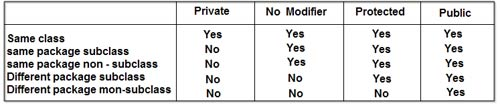 Private No Modifier Protected Public
Same class Yes Yes Yes Yes
same package subclass No Yes Yes Yes
same package non - subclass No Yes Yes Yes
Different package subclass No No Yes Yes
Different package mon-subclass No No No Yes